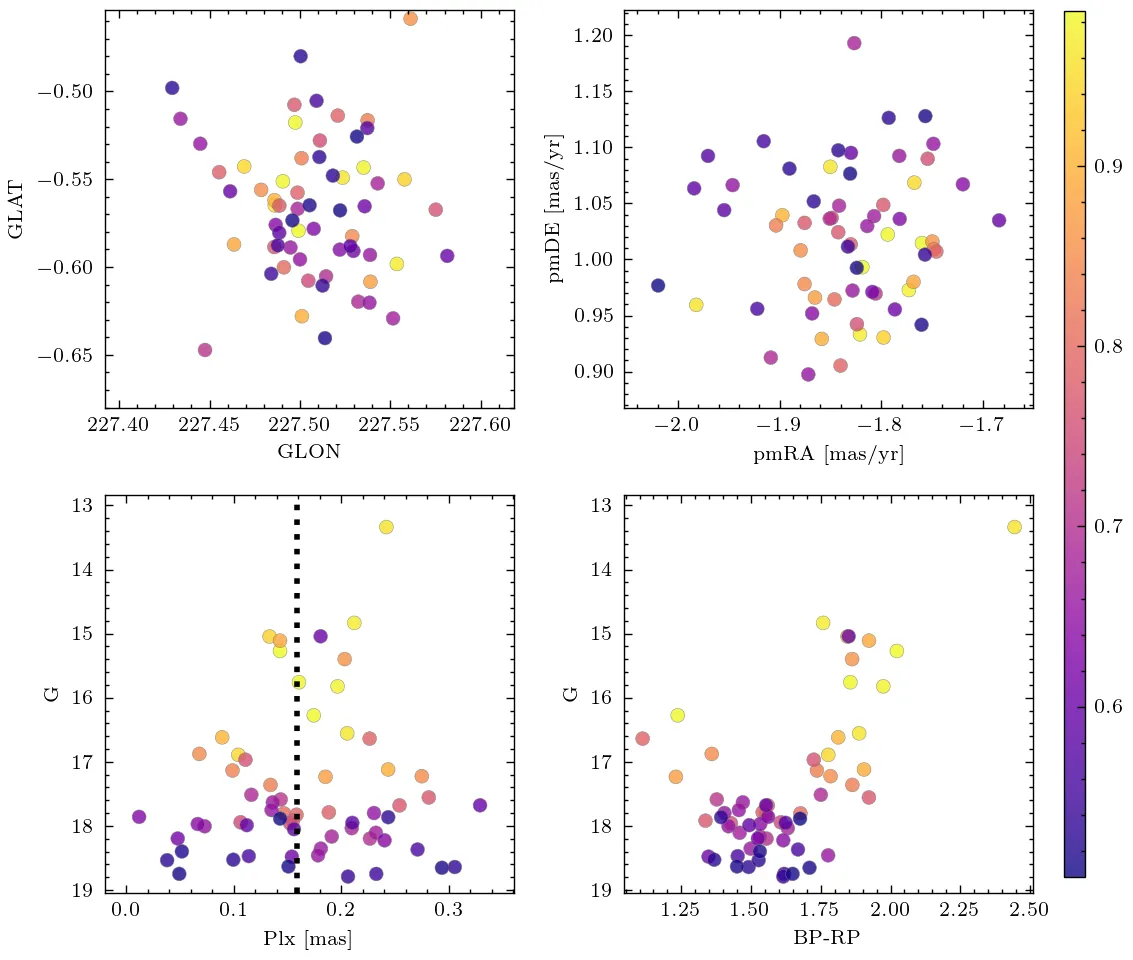 −0.50
−0.55
−0.60
−0.65
GLAT
227.40 227.45 227.50 227.55 227.60
GLON
1.20
1.15
1.10
1.05
1.00
0.95
0.90
pmDE [mas/yr]
−2.0 −1.9 −1.8 −1.7
pmRA [mas/yr]
0.9
0.8
0.7
0.6
13
14
15
16
17
18
19
G
0.0 0.1 0.2 0.3
Plx [mas]
13
14
15
16
17
18
19
G
1.25 1.50 1.75 2.00 2.25 2.50
BP-RP